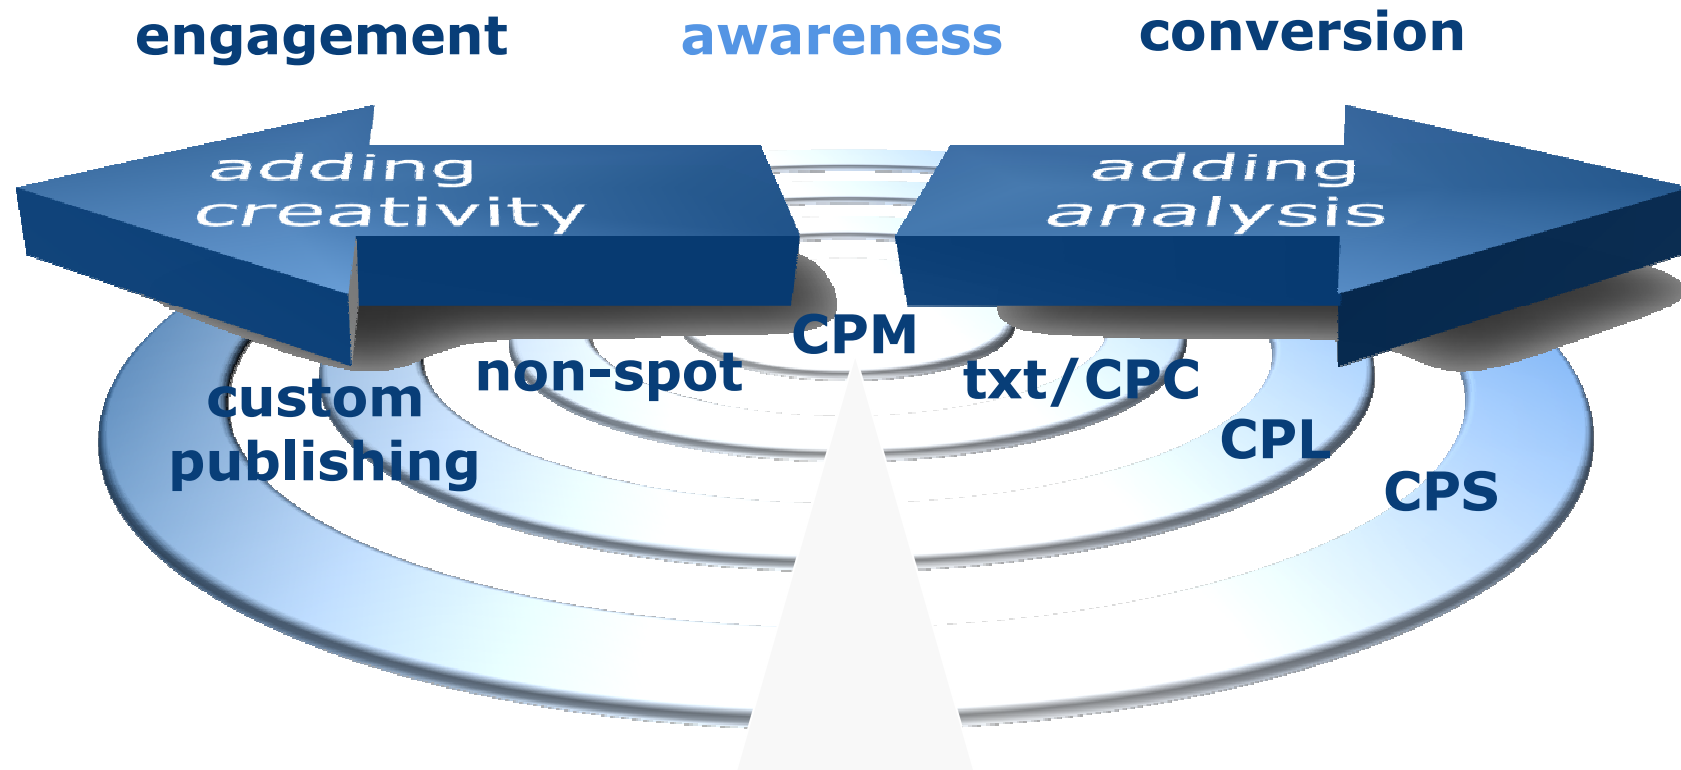 engagement
awareness
conversion
adding
creativity
adding
analysis
CPM
non-spot
txt/CPC
custom
publishing
CPL
CPS